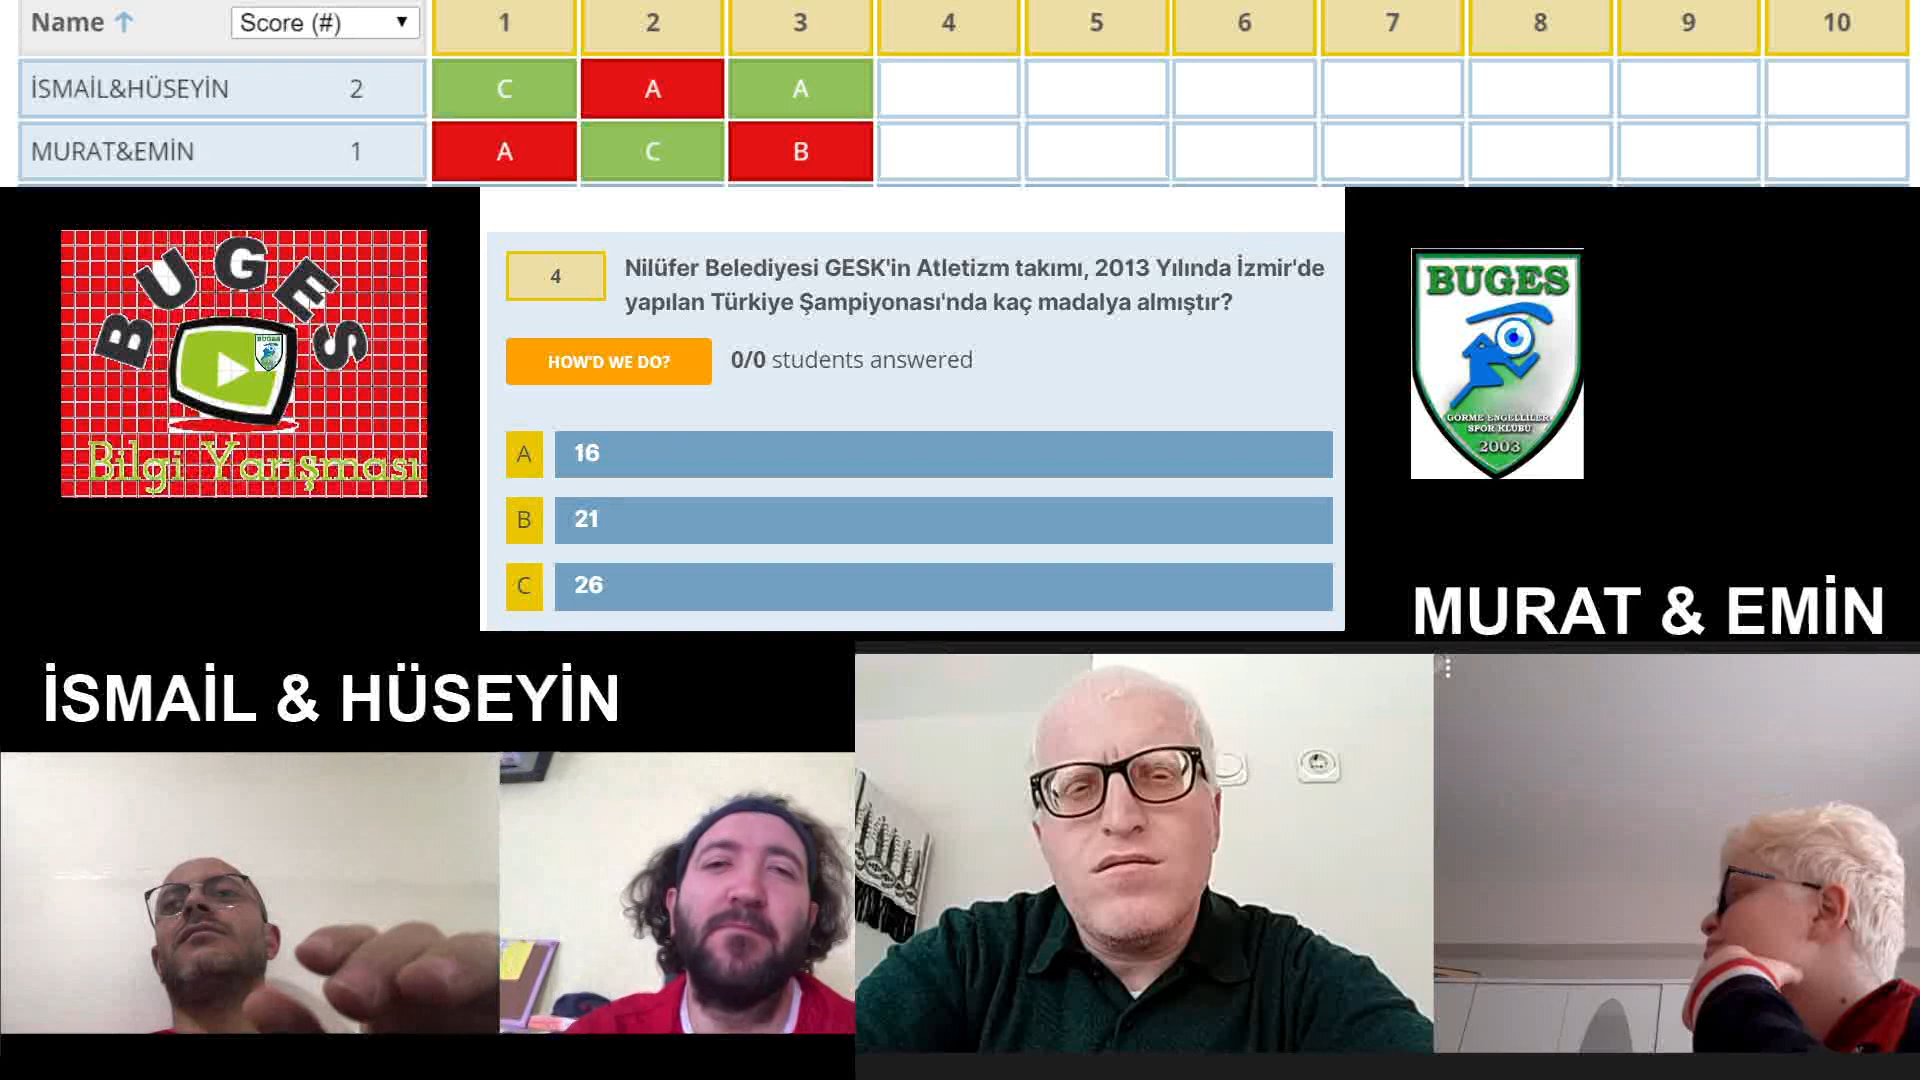 Name ↑ Score (#) ▼ 1 2 3 4 5 6 7 8 9 10
İSMAİL&HÜSEYİN 2 C A A
MURAT&EMİN 1 A C B
BUGES
BUGES
Bilgi Yarışması
4 Nilüfer Belediyesi GESK'in Atletizm takımı, 2013 Yılında İzmir'de
yapılan Türkiye Şampiyonası'nda kaç madalya almıştır?
HOW'D WE DO? 0/0 students answered
A 16
B 21
C 26
BUGES
GÖRME ENGELLİLER
SPOR KLUBÜ
2003
MURAT & EMİN
İSMAİL & HÜSEYİN